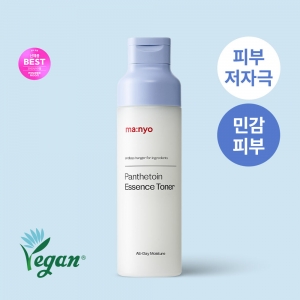 BEST
피부
저자극
민감
피부
ma:nyo
Panthetoin
Essence Toner
All-Day Moisture
Vegan®